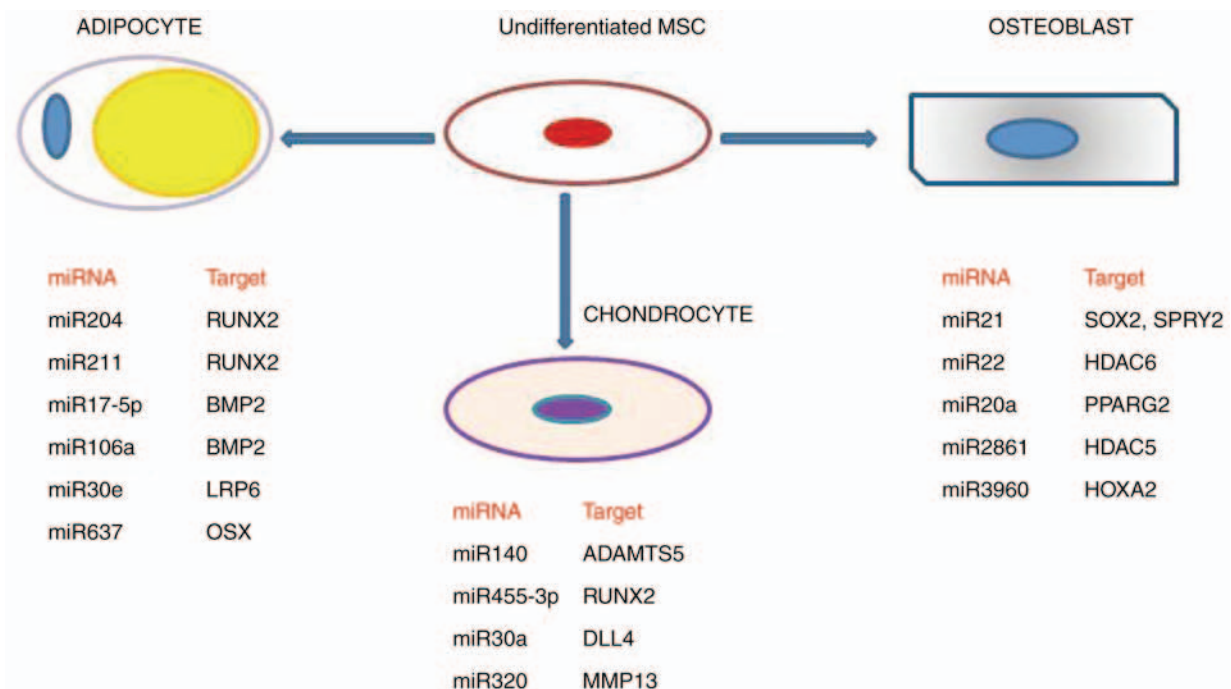 ADIPOCYTE
Undifferentiated MSC
OSTEOBLAST
miRNA Target
miR204 RUNX2
miR211 RUNX2
miR17-5p BMP2
miR106a BMP2
miR30e LRP6
miR637 OSX
CHONDROCYTE
miRNA Target
miR140 ADAMTS5
miR455-3p RUNX2
miR30a DLL4
miR320 MMP13
miRNA Target
miR21 SOX2, SPRY2
miR22 HDAC6
miR20a PPARG2
miR2861 HDAC5
miR3960 HOXA2